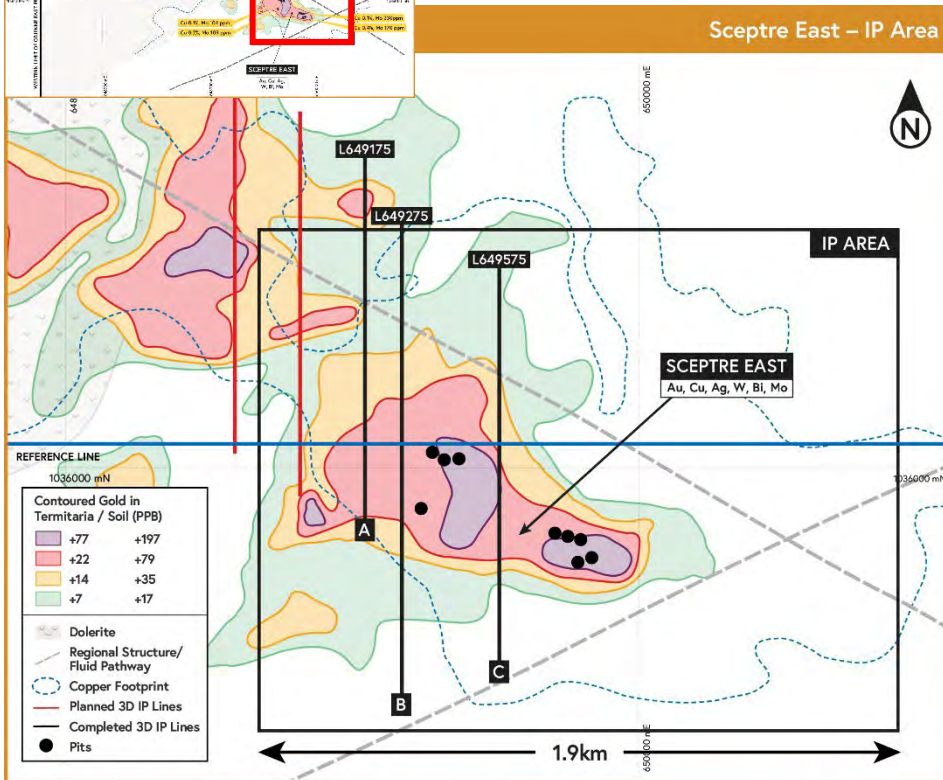 Sceptre East – IP Area
SCEPTRE EAST
Au, Cu, Ag,
W, Bi, Mo
648
650000 mE
N
L649175
L649275
L649575
IP AREA
SCEPTRE EAST
Au, Cu, Ag, W, Bi, Mo
REFERENCE LINE
1036000 mN
1036000 mN
Contoured Gold in
Termitaria / Soil (PPB)
+77 +197
+22 +79
+14 +35
+7 +17
Dolerite
Regional Structure/
Fluid Pathway
Copper Footprint
Planned 3D IP Lines
Completed 3D IP Lines
Pits
A
B
C
650000 mE
1.9km